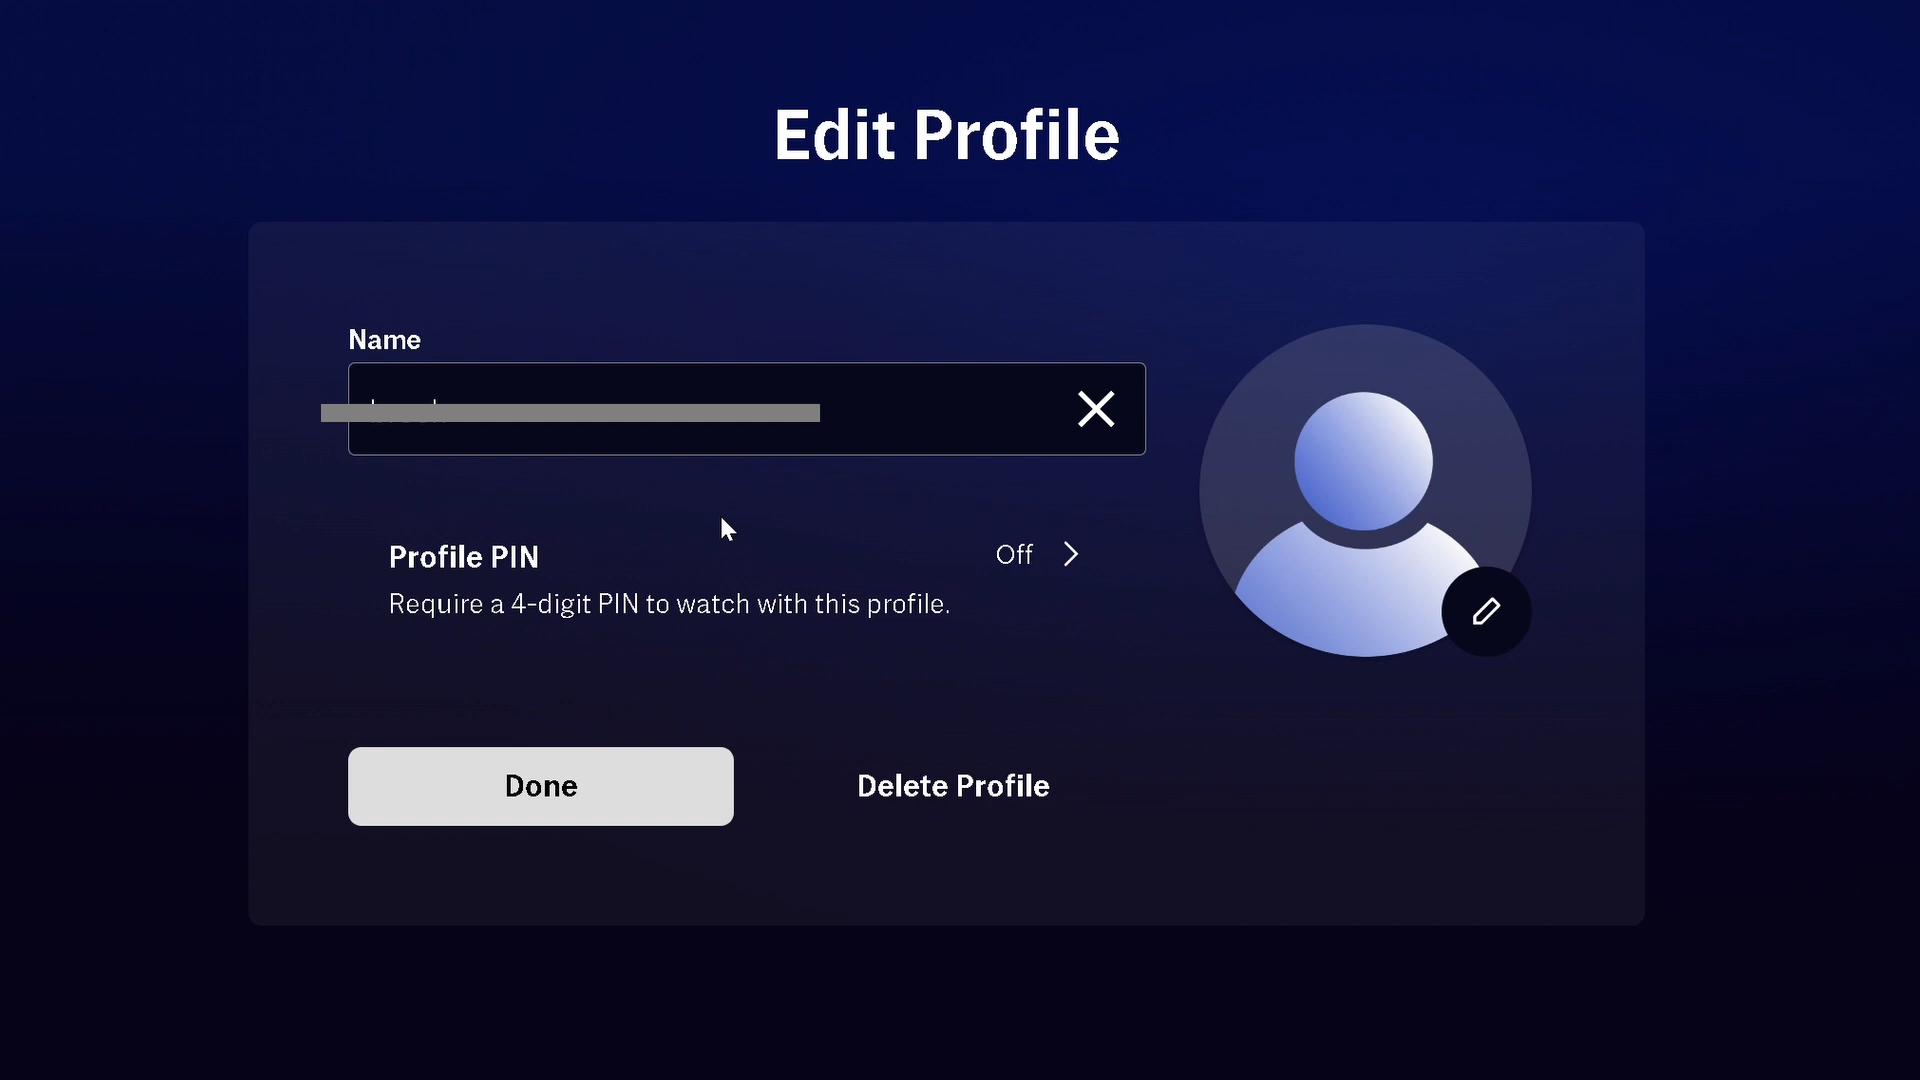 Edit Profile
Name
Profile PIN
Off
Require a 4-digit PIN to watch with this profile.
Done
Delete Profile